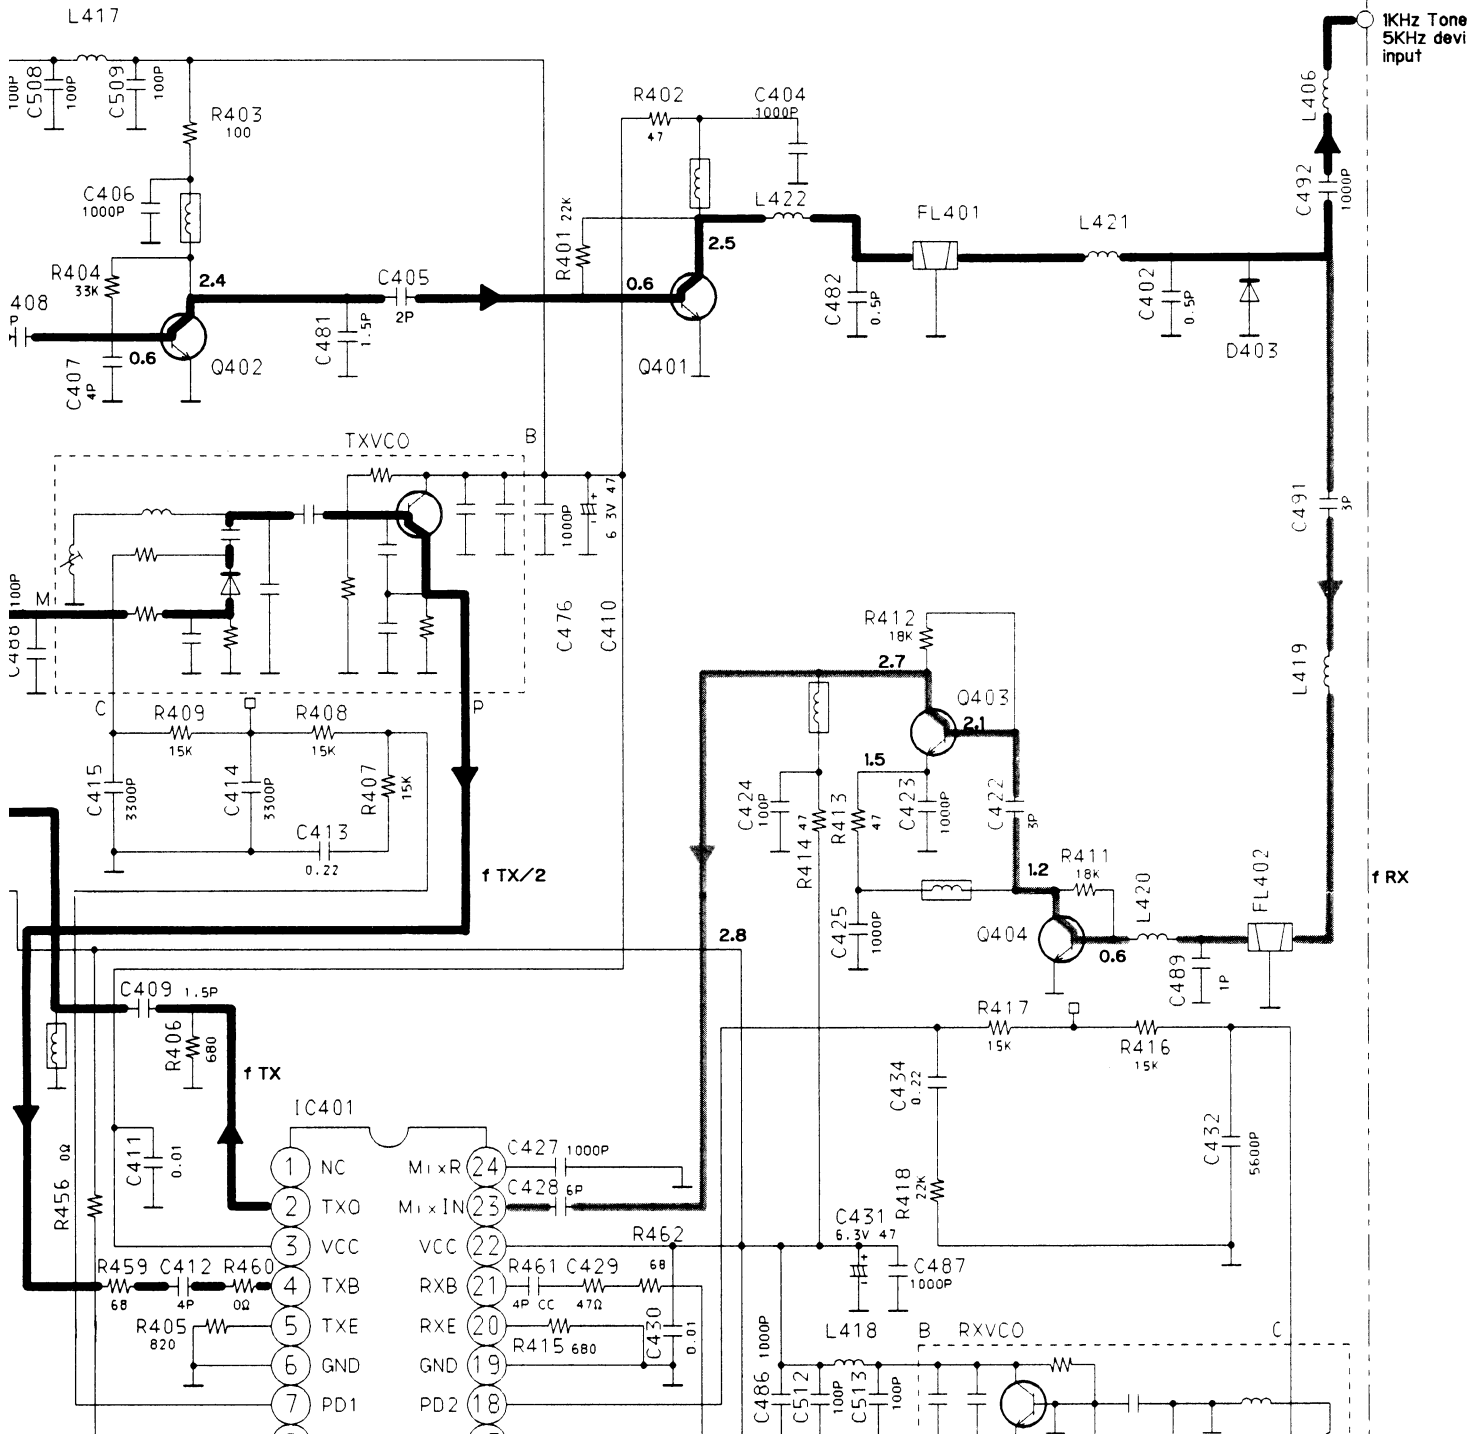 L417
1KHz Tone
5KHz devi
input
100P
C508
100P
C509
100P
R403
100
R402
47
C404
1000P
L406
C406
1000P
R401
22K
L422
FL401
L421
C492
1000P
2.5
R404
33K
2.4
C405
2P
0.6
408
P
C481
1.5P
C482
0.5P
C402
0.5P
D403
0.6
Q402
Q401
C407
4P
TXVCO
B
47
6.3V
1000P
C491
3P
100P
M
C488
C476
C410
R412
18K
2.7
L419
C
P
R409
15K
R408
15K
Q403
2.1
1.5
C415
3300P
C414
3300P
R407
15K
C424
100P
R414
47
R413
47
C423
1000P
C422
3P
C413
0.22
f TX/2
1.2
R411
18K
L420
FL402
f RX
2.8
C425
1000P
Q404
0.6
C489
1P
C409
1.5P
R406
680
R417
15K
R416
15K
f TX
C434
0.22
IC401
C432
5600P
C411
0.01
R456
0Ω
1 NC
MixR 24
C427
1000P
2 TXO
MixIN 23
C428
6P
R418
22K
3 VCC
VCC 22
R462
68
C431
6.3V 47
C487
1000P
R459
68
C412
4P
R460
0Ω
4 TXB
RXB 21
R461
4P CC
C429
47Ω
R405
820
5 TXE
RXE 20
R415 680
C430
0.01
1000P
L418
B
RXVCO
C
6 GND
GND 19
7 PD1
PD2 18
C486
C512
100P
C513
100P